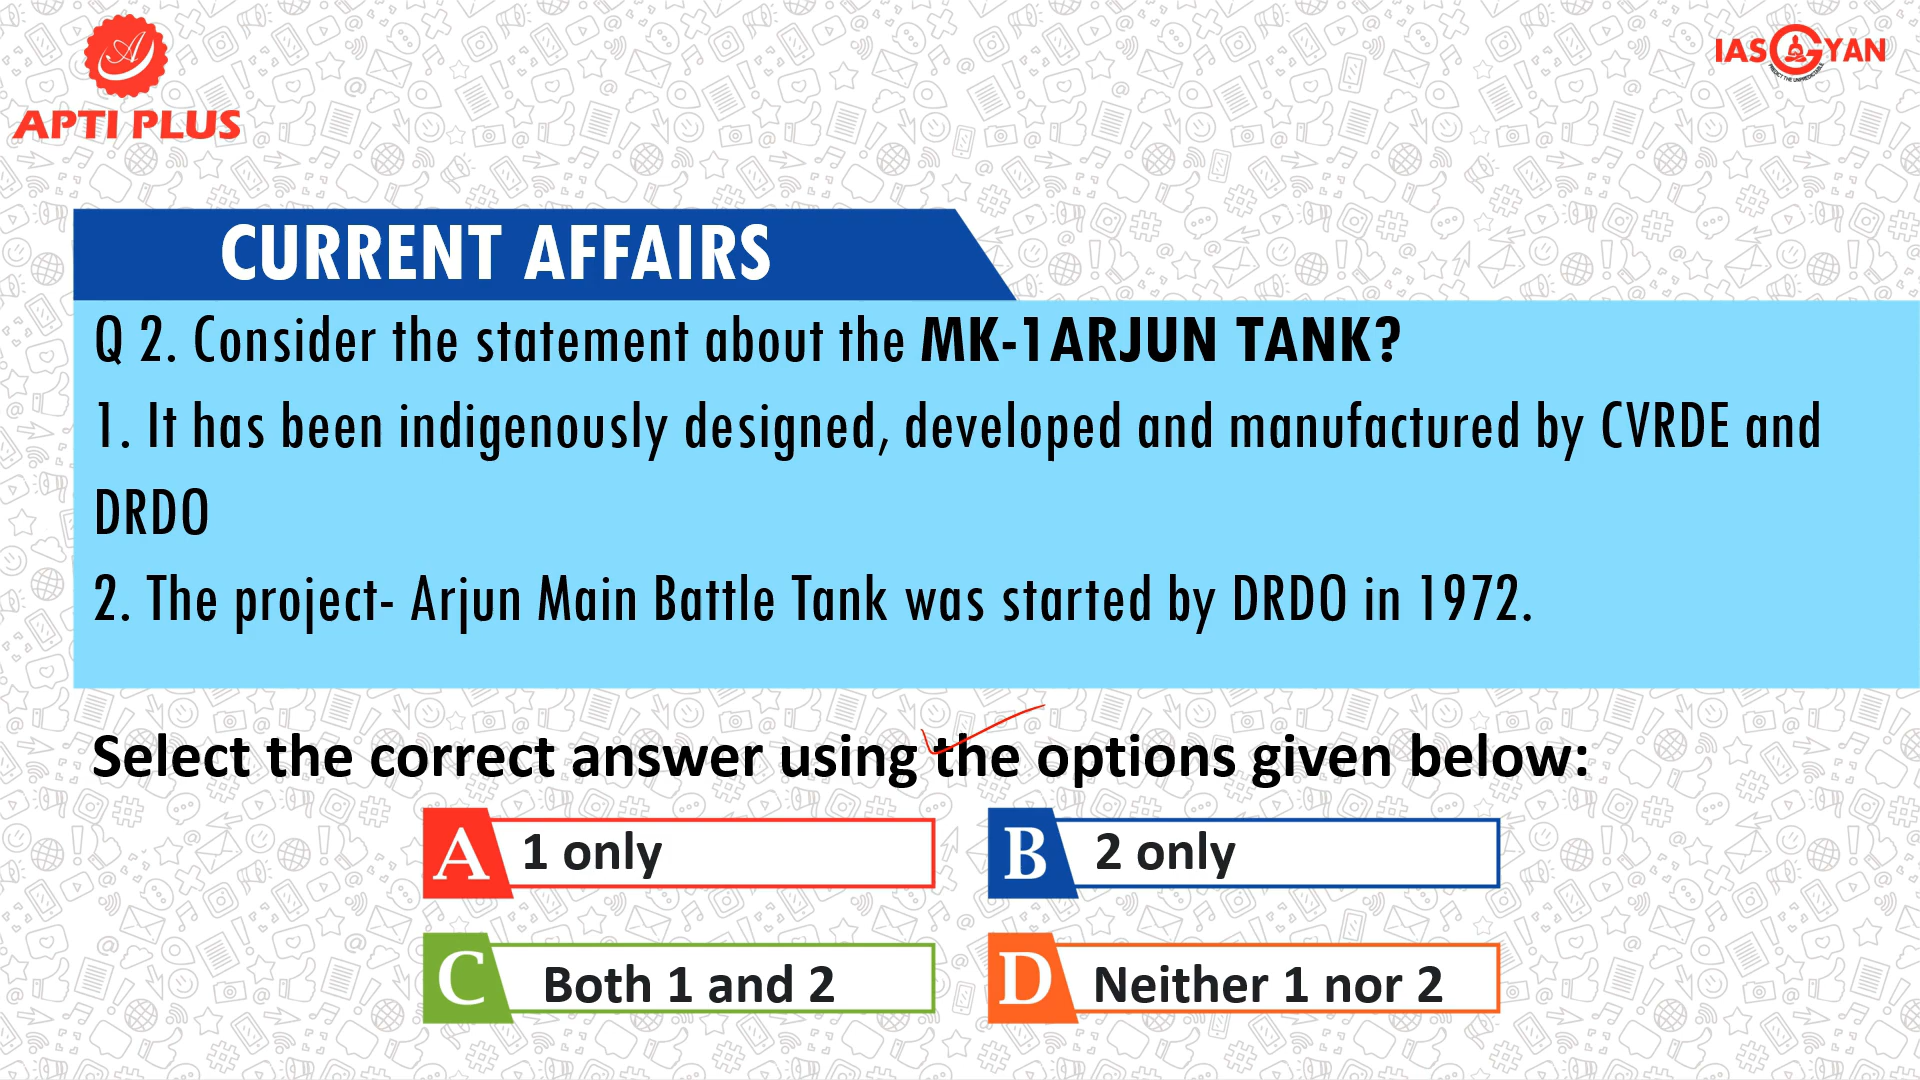 APTI PLUS
IASGYAN
PREDICT THE UNPREDICTABLE
CURRENT AFFAIRS
Q 2. Consider the statement about the MK-1ARJUN TANK?
1. It has been indigenously designed, developed and manufactured by CVRDE and
DRDO
2. The project- Arjun Main Battle Tank was started by DRDO in 1972.
Select the correct answer using the options given below:
A 1 only
B 2 only
C Both 1 and 2
D Neither 1 nor 2